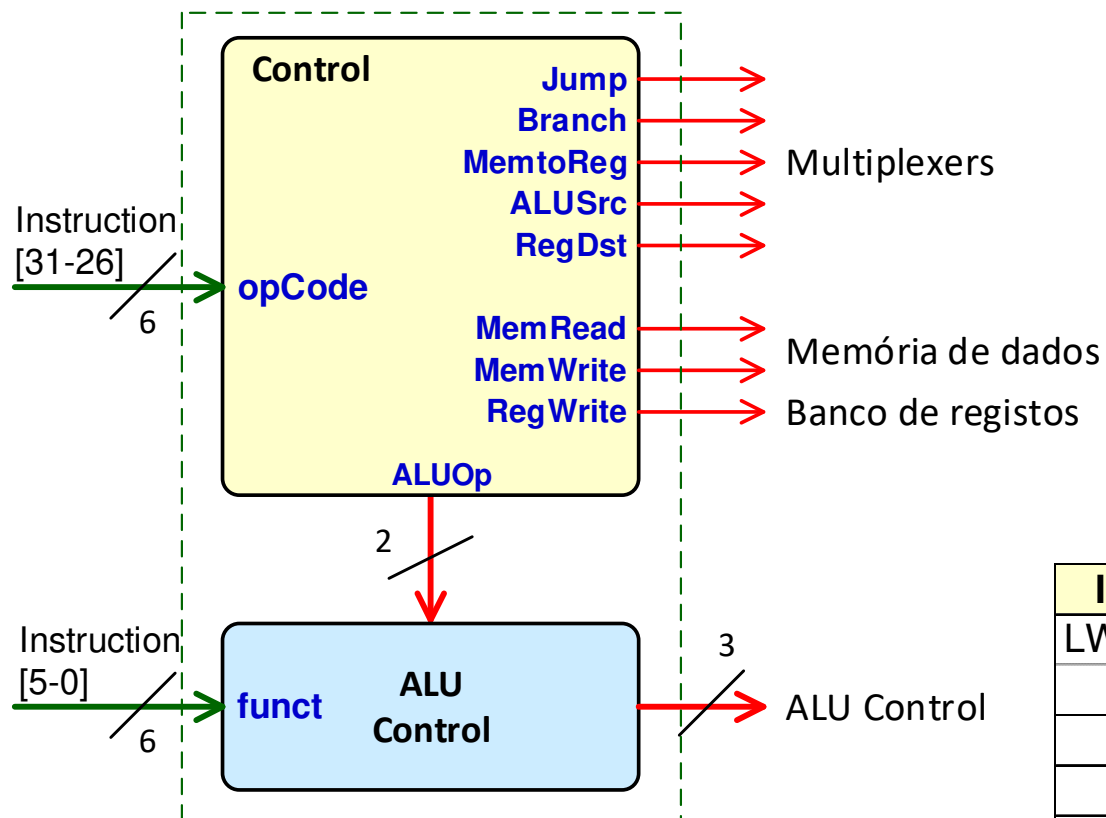 Control
Jump
Branch
MemtoReg
Multiplexers
ALUSrc
RegDst
Instruction
[31-26]
6
opCode
MemRead
MemWrite
Memória de dados
RegWrite
Banco de registos
ALUOp
2
I
LW
Instruction
[5-0]
6
funct
ALU
Control
3
ALU Control